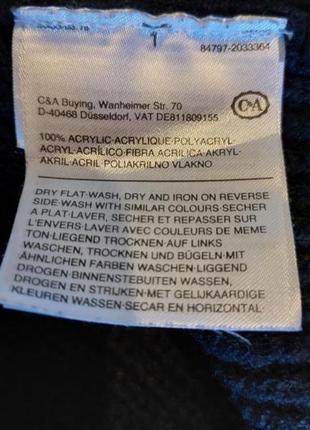 1
84797-2033364
C&A Buying, Wanheimer Str. 70
D-40468 Düsseldorf, VAT DE811809155
C&A
100% ACRYLIC·ACRYLIQUE·POLYACRYL·
ACRYL·ACRÍLICO·FIBRA ACRILICA·AKRYL·
AKRIL·ACRIL·POLIAKRILNO VLAKNO
DRY FLAT·WASH, DRY AND IRON ON REVERSE
SIDE·WASH WITH SIMILAR COLOURS·SECHER
A PLAT·LAVER, SECHER ET REPASSER SUR
L'ENVERS·LAVER AVEC COULEURS DE MEME
TON·LIEGEND TROCKNEN·AUF LINKS
WASCHEN, TROCKNEN UND BÜGELN·MIT
ÄHNLICHEN FARBEN WASCHEN·LIGGEND
DROGEN·BINNENSTEBUITEN WASSEN,
DROGEN EN STRIJKEN·MET GELIJKAARDIGE
KLEUREN WASSEN·SECAR EN HORIZONTAL·